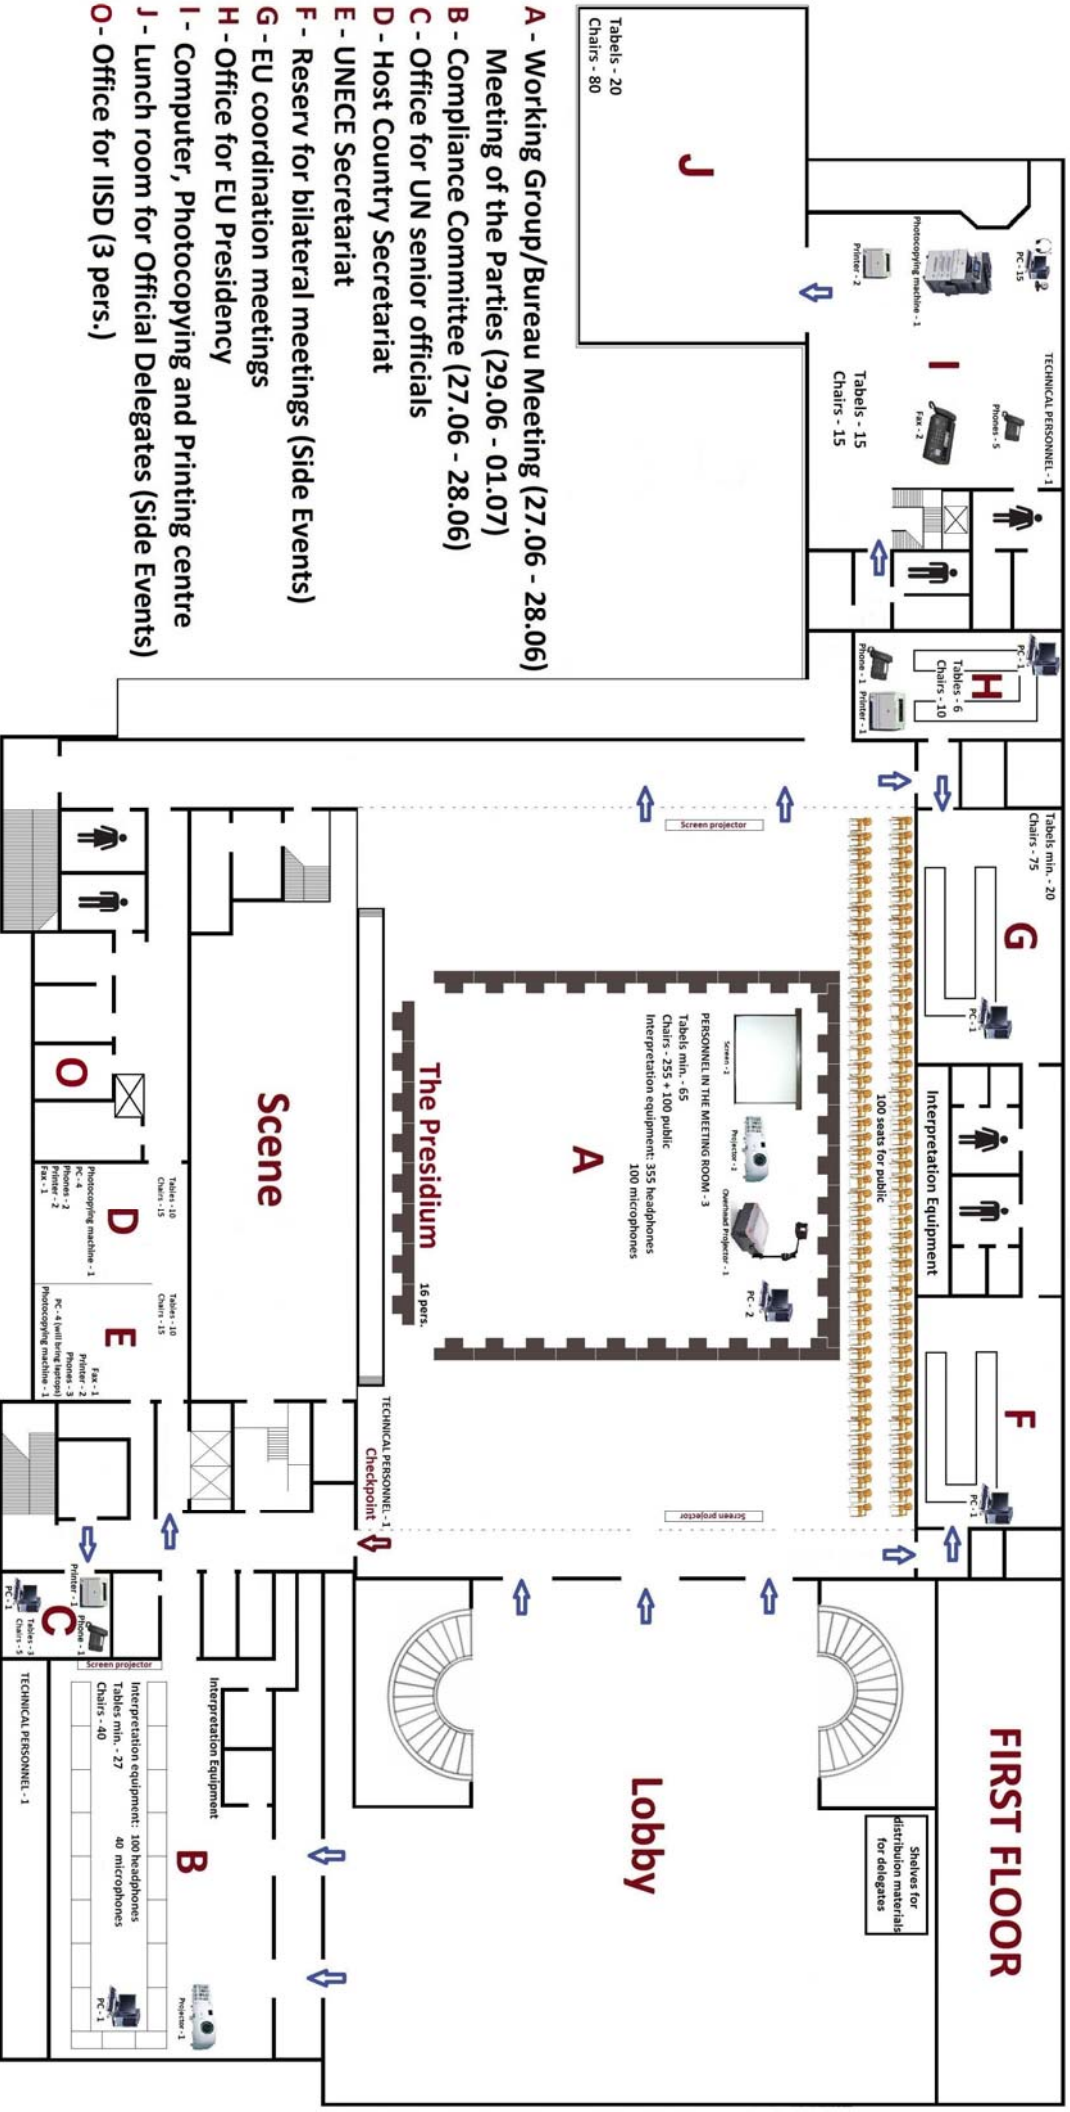 FIRST FLOOR
Tabels - 20
Chairs - 80
J
PC - 15
Photocopying machine - 1
Printer - 2
TECHNICAL PERSONNEL - 1
I
Phones - 5
Fax - 2
Tabels - 15
Chairs - 15
PC - 1
H
Tables - 6
Chairs - 10
Phone - 1
Printer - 1
Tabels min. - 20
Chairs - 75
G
PC - 1
Interpretation Equipment
F
PC - 1
100 seats for public
Screen projector
Screen - 1
Projector - 1
Overhead Projector - 1
PC - 2
PERSONNEL IN THE MEETING ROOM - 3
Tabels min. - 65
Chairs - 255 + 100 public
Interpretation equipment: 355 headphones
100 microphones
A
Screen projector
The Presidium
16 pers.
TECHNICAL PERSONNEL - 1
Checkpoint
Scene
Lobby
Shelves for
distribuion materials
for delegates
O
Tables - 10
Chairs - 15
D
Photocopying machine - 1
PC - 4
Phones - 2
Printer - 2
Fax - 1
Tables - 10
Chairs - 15
E
Fax - 1
Printer - 2
Phones - 3
PC - 4 (will bring laptops)
Photocopying machine - 1
Printer - 1
Phone - 1
C
PC - 1
Tables - 3
Chairs - 5
Screen projector
Interpretation Equipment
B
Interpretation equipment: 100 headphones
40 microphones
Tables min. - 27
Chairs - 40
Projector - 1
PC - 1
TECHNICAL PERSONNEL - 1
A - Working Group/Bureau Meeting (27.06 - 28.06)
Meeting of the Parties (29.06 - 01.07)
B - Compliance Committee (27.06 - 28.06)
C - Office for UN senior officials
D - Host Country Secretariat
E - UNECE Secretariat
F - Reserv for bilateral meetings (Side Events)
G - EU coordination meetings
H - Office for EU Presidency
I - Computer, Photocopying and Printing centre
J - Lunch room for Official Delegates (Side Events)
O - Office for IISD (3 pers.)